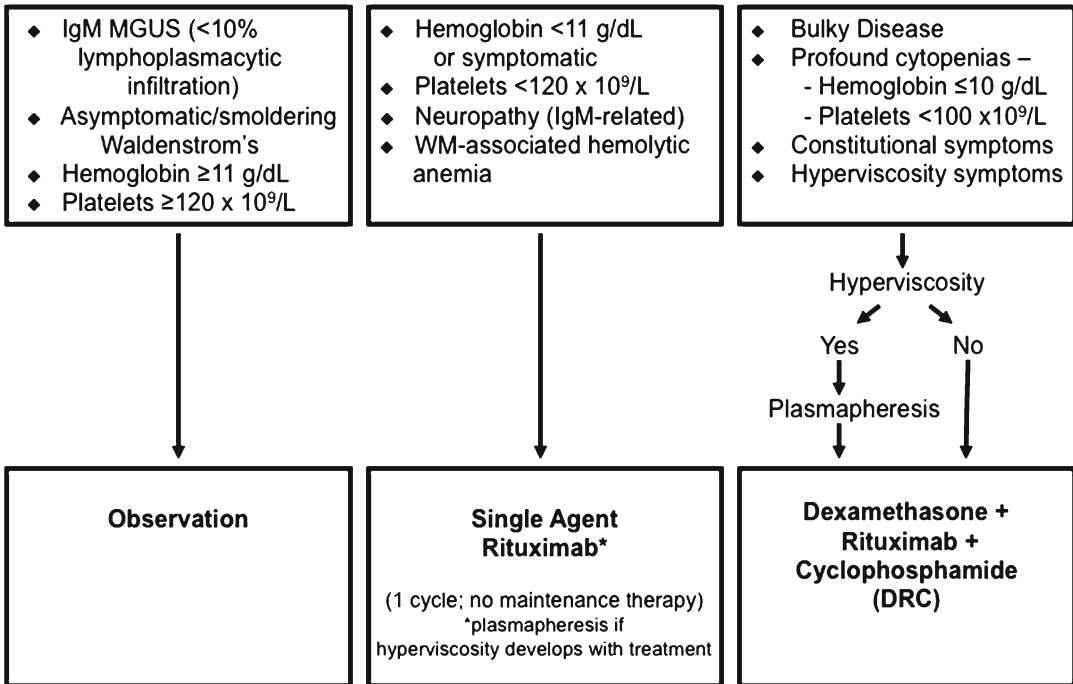 ◆ IgM MGUS (<10%
lymphoplasmacytic
infiltration)
◆ Asymptomatic/smoldering
Waldenstrom's
◆ Hemoglobin ≥11 g/dL
◆ Platelets ≥120 x 10⁹/L
◆ Hemoglobin <11 g/dL
or symptomatic
◆ Platelets <120 x 10⁹/L
◆ Neuropathy (IgM-related)
◆ WM-associated hemolytic
anemia
◆ Bulky Disease
◆ Profound cytopenias –
- Hemoglobin ≤10 g/dL
- Platelets <100 x10⁹/L
◆ Constitutional symptoms
◆ Hyperviscosity symptoms
Hyperviscosity
Yes No
Plasmapheresis
Observation
Single Agent
Rituximab*
(1 cycle; no maintenance therapy)
*plasmapheresis if
hyperviscosity develops with treatment
Dexamethasone +
Rituximab +
Cyclophosphamide
(DRC)